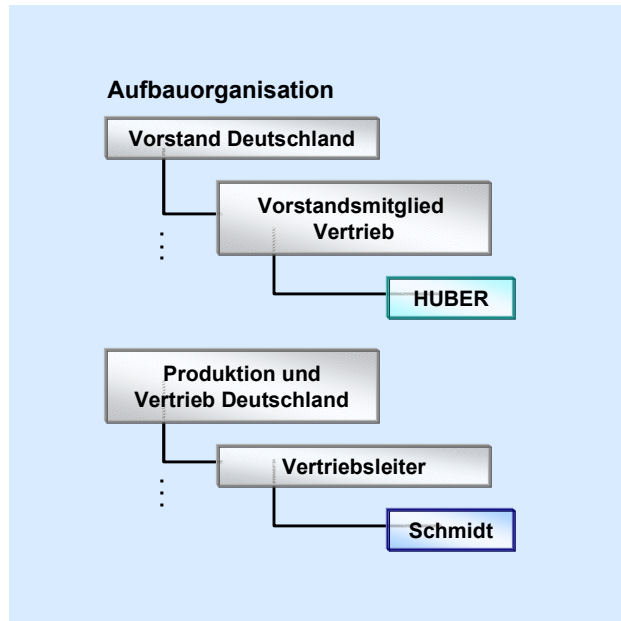 Aufbauorganisation
Vorstand Deutschland
Vorstandsmitglied
Vertrieb
HUBER
Produktion und
Vertrieb Deutschland
Vertriebsleiter
Schmidt